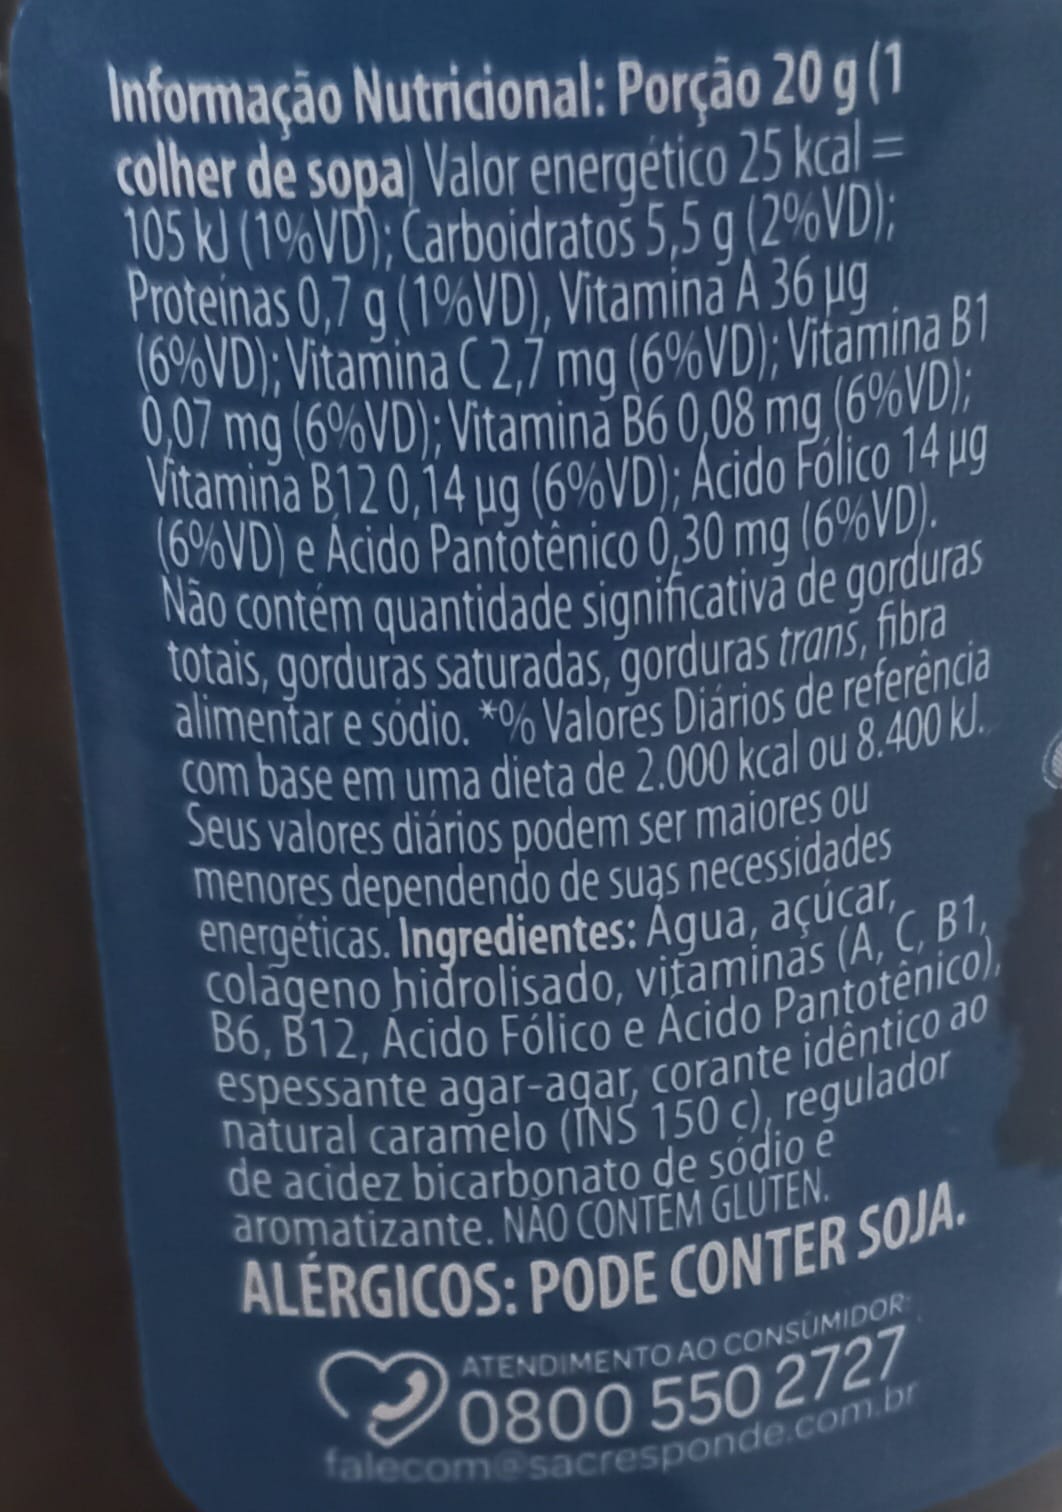 Informação Nutricional: Porção 20 g (1
colher de sopa) Valor energético 25 kcal =
105 kJ (1%VD); Carboidratos 5,5 g (2%VD);
Proteínas 0,7 g (1%VD), Vitamina A 36 µg
(6%VD); Vitamina C 2,7 mg (6%VD); Vitamina B1
0,07 mg (6%VD); Vitamina B6 0,08 mg (6%VD);
Vitamina B12 0,14 µg (6%VD); Ácido Fólico 14 µg
(6%VD) e Ácido Pantotênico 0,30 mg (6%VD).
Não contém quantidade significativa de gorduras
totais, gorduras saturadas, gorduras trans, fibra
alimentar e sódio. *% Valores Diários de referência
com base em uma dieta de 2.000 kcal ou 8.400 kJ.
Seus valores diários podem ser maiores ou
menores dependendo de suas necessidades
energéticas. Ingredientes: Água, açúcar,
colágeno hidrolisado, vitaminas (A, C, B1,
B6, B12, Ácido Fólico e Ácido Pantotênico),
espessante agar-agar, corante idêntico ao
natural caramelo (INS 150 c), regulador
de acidez bicarbonato de sódio e
aromatizante. NÃO CONTÉM GLÚTEN.
ALÉRGICOS: PODE CONTER SOJA.
ATENDIMENTO AO CONSUMIDOR:
0800 550 2727
falecom@sacresponde.com.br